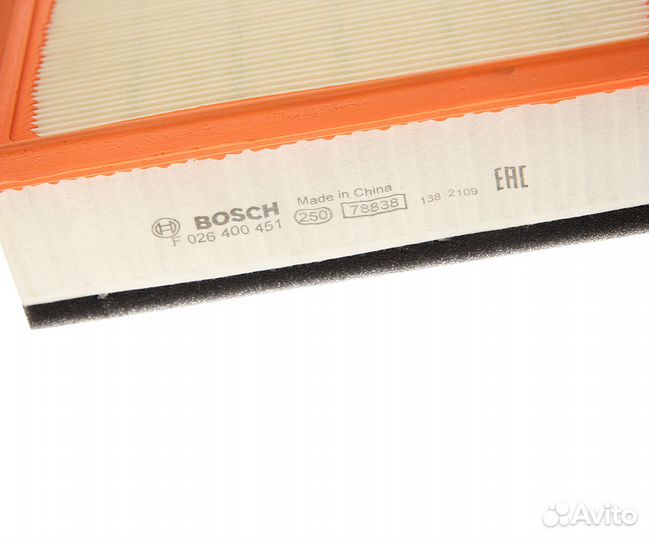 BOSCH
F 026 400 451
Made in China
250 78838
138 2109
EAC
Avito